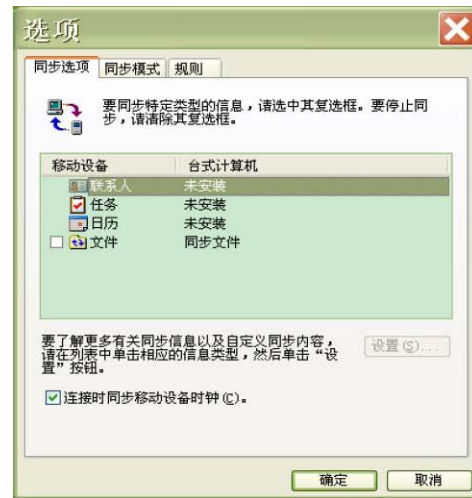 选项
同步选项 同步模式 规则
要同步特定类型的信息，请选中其复选框。要停止同
步，请清除其复选框。
移动设备 台式计算机
联系人 未安装
任务 未安装
日历 未安装
文件 同步文件
要了解更多有关同步信息以及自定义同步内容，
请在列表中单击相应的信息类型，然后单击“设
置”按钮。
设置(S)...
连接时同步移动设备时钟(C)。
确定 取消